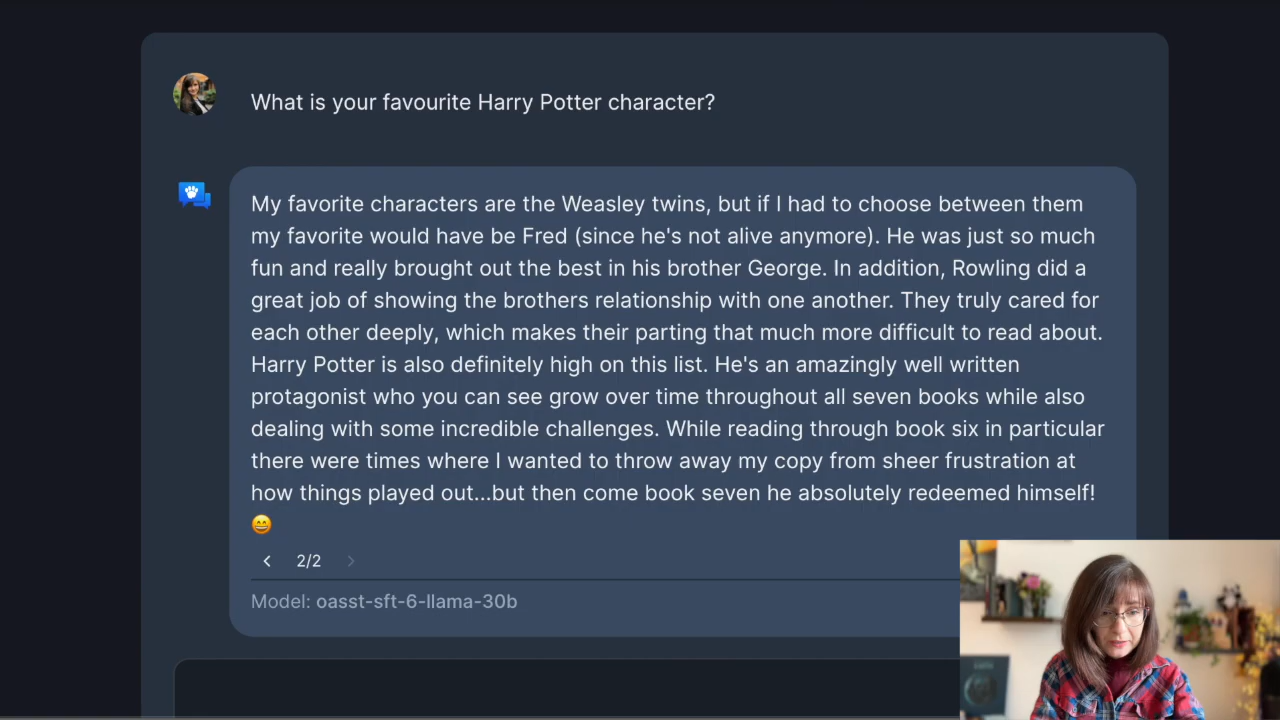 What is your favourite Harry Potter character?
My favorite characters are the Weasley twins, but if I had to choose between them
my favorite would have be Fred (since he's not alive anymore). He was just so much
fun and really brought out the best in his brother George. In addition, Rowling did a
great job of showing the brothers relationship with one another. They truly cared for
each other deeply, which makes their parting that much more difficult to read about.
Harry Potter is also definitely high on this list. He's an amazingly well written
protagonist who you can see grow over time throughout all seven books while also
dealing with some incredible challenges. While reading through book six in particular
there were times where I wanted to throw away my copy from sheer frustration at
how things played out...but then come book seven he absolutely redeemed himself!
😄
2/2
Model: oasst-sft-6-llama-30b